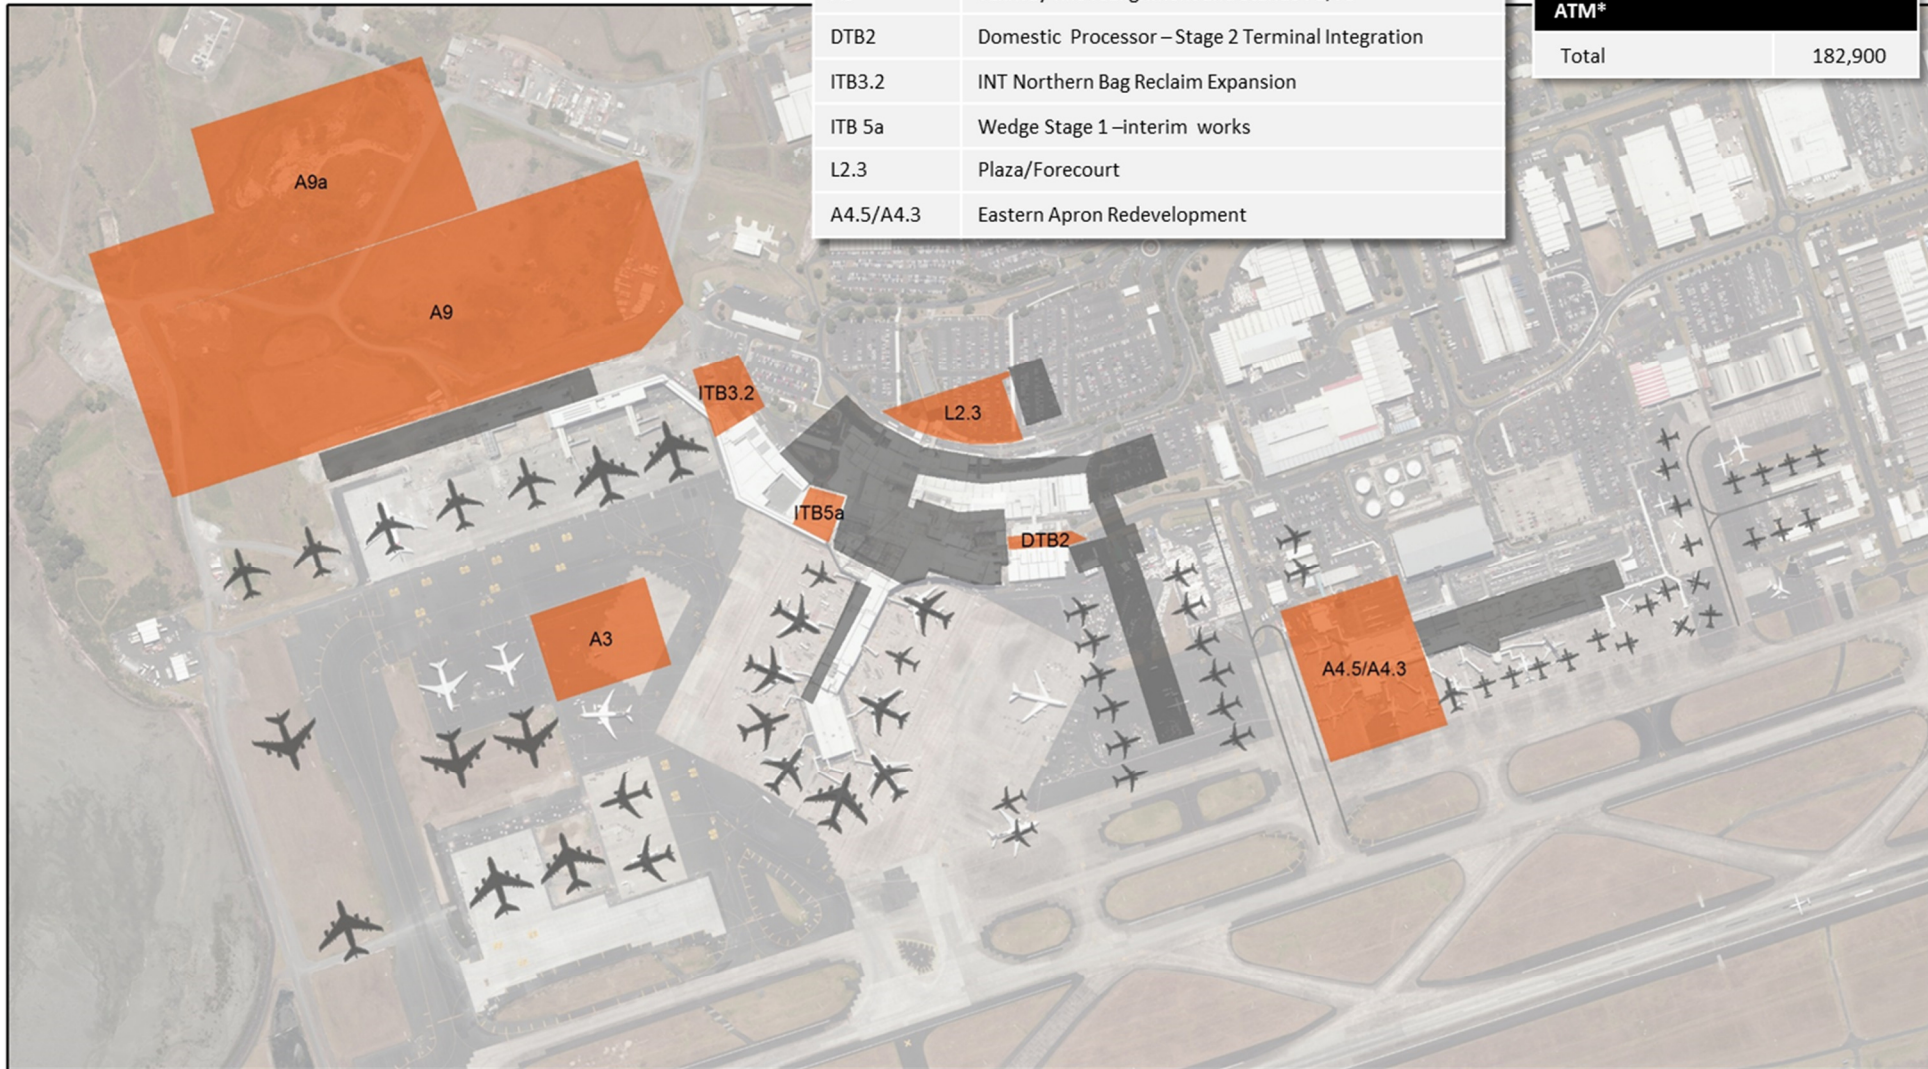 ATM*
DTB2 Domestic Processor – Stage 2 Terminal Integration
Total 182,900
ITB3.2 INT Northern Bag Reclaim Expansion
ITB 5a Wedge Stage 1 –interim works
L2.3 Plaza/Forecourt
A4.5/A4.3 Eastern Apron Redevelopment
A9a
A9
ITB3.2
L2.3
ITB5a
DTB2
A3
A4.5/A4.3